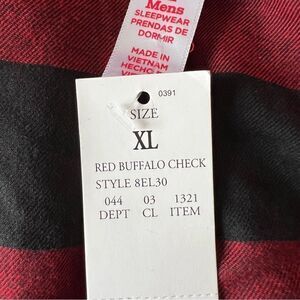 Mens
SLEEPWEAR
PRENDAS DE
DORMIR
MADE IN
VIETNAM
HECHO
0391
SIZE
XL
RED BUFFALO CHECK
STYLE 8EL30
044 03 1321
DEPT CL ITEM